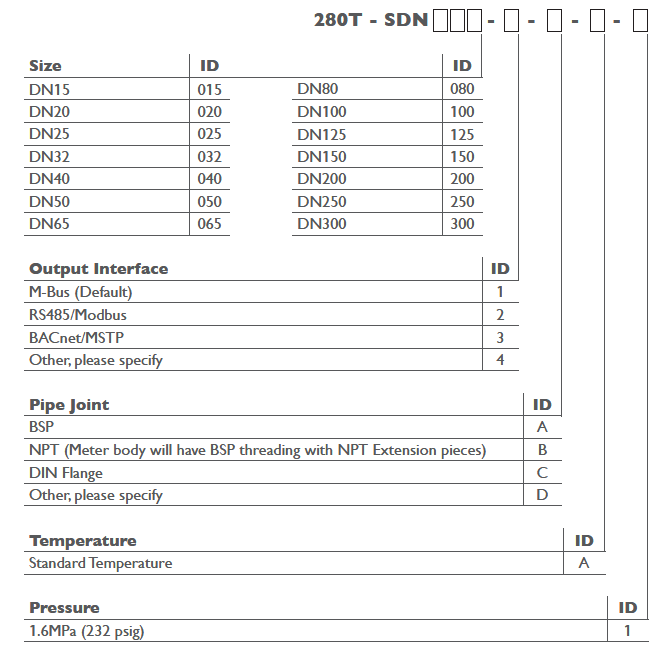 280T - SDN□□□ - □ - □ - □ - □
Size ID ID
DN15 015 DN80 080
DN20 020 DN100 100
DN25 025 DN125 125
DN32 032 DN150 150
DN40 040 DN200 200
DN50 050 DN250 250
DN65 065 DN300 300
Output Interface ID
M-Bus (Default) 1
RS485/Modbus 2
BACnet/MSTP 3
Other, please specify 4
Pipe Joint ID
BSP A
NPT (Meter body will have BSP threading with NPT Extension pieces) B
DIN Flange C
Other, please specify D
Temperature ID
Standard Temperature A
Pressure ID
1.6MPa (232 psig) 1